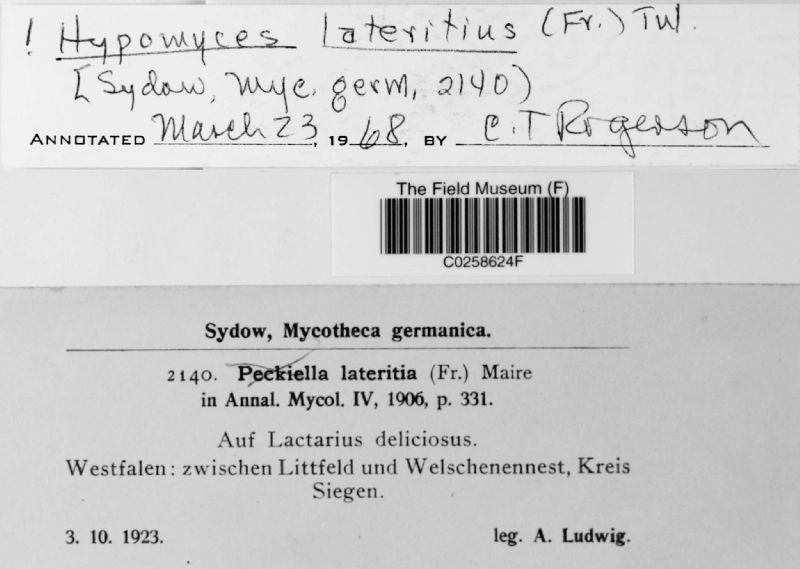 ! Hypomyces lateritius (Fr.) Tul.
[Sydow, Myc. germ, 2140)
ANNOTATED March 23, 1968, BY C.T Rogerson
The Field Museum (F)
C0258624F
Sydow, Mycotheca germanica.
2140. Peckiella lateritia (Fr.) Maire
in Annal. Mycol. IV, 1906, p. 331.
Auf Lactarius deliciosus.
Westfalen: zwischen Littfeld und Welschenennest, Kreis
Siegen.
3. 10. 1923. leg. A. Ludwig.